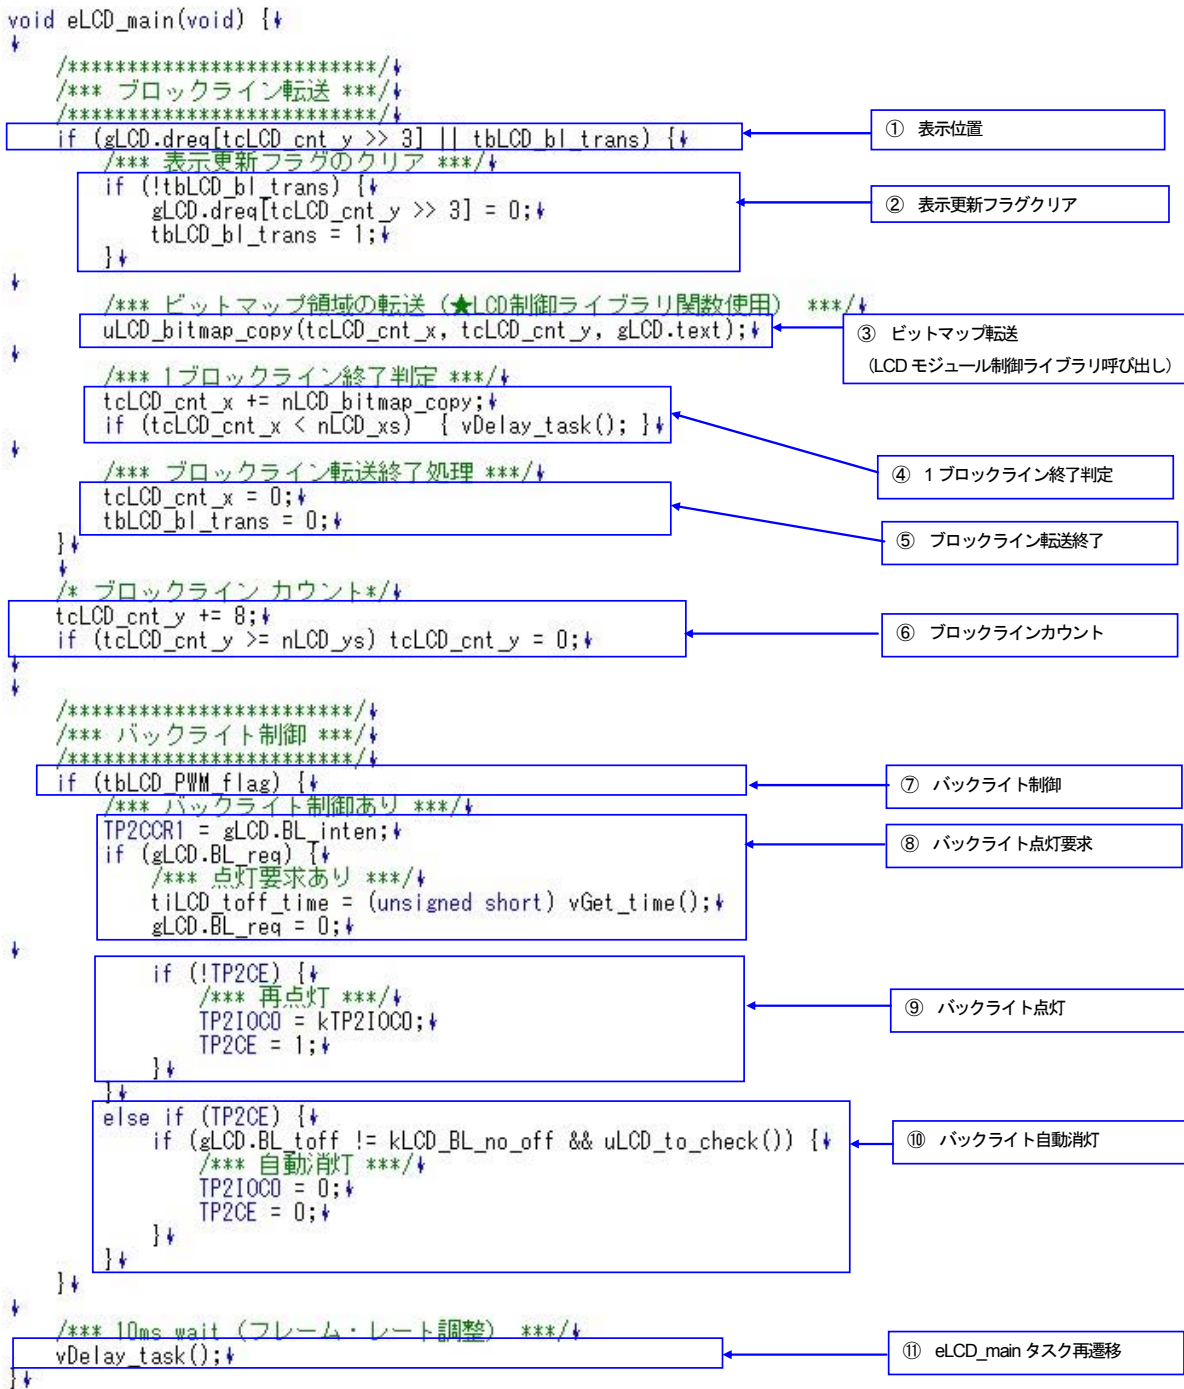 void eLCD_main(void) {↓
↓
/**************************/↓
/*** ブロックライン転送 ***/↓
/**************************/↓
if (gLCD.dreq[tcLCD_cnt_y >> 3] || tbLCD_bl_trans) {↓
① 表示位置
/*** 表示更新フラグのクリア ***/↓
if (!tbLCD_bl_trans) {↓
gLCD.dreq[tcLCD_cnt_y >> 3] = 0;↓
② 表示更新フラグクリア
tbLCD_bl_trans = 1;↓
}↓
↓
/*** ビットマップ領域の転送（★LCD制御ライブラリ関数使用） ***/↓
uLCD_bitmap_copy(tcLCD_cnt_x, tcLCD_cnt_y, gLCD.text);↓
③ ビットマップ転送
（LCD モジュール制御ライブラリ呼び出し）
↓
/*** 1ブロックライン終了判定 ***/↓
tcLCD_cnt_x += nLCD_bitmap_copy;↓
if (tcLCD_cnt_x < nLCD_xs) { vDelay_task(); }↓
④ 1 ブロックライン終了判定
↓
/*** ブロックライン転送終了処理 ***/↓
tcLCD_cnt_x = 0;↓
tbLCD_bl_trans = 0;↓
⑤ ブロックライン転送終了
}↓
↓
/* ブロックライン カウント*/↓
tcLCD_cnt_y += 8;↓
if (tcLCD_cnt_y >= nLCD_ys) tcLCD_cnt_y = 0;↓
⑥ ブロックラインカウント
↓
↓
/************************/↓
/*** バックライト制御 ***/↓
/************************/↓
if (tbLCD_PWM_flag) {↓
⑦ バックライト制御
/*** バックライト制御あり ***/↓
TP2CCR1 = gLCD.BL_inten;↓
if (gLCD.BL_req) {↓
⑧ バックライト点灯要求
/*** 点灯要求あり ***/↓
tiLCD_toff_time = (unsigned short) vGet_time();↓
gLCD.BL_req = 0;↓
↓
if (!TP2CE) {↓
/*** 再点灯 ***/↓
TP2IOC0 = kTP2IOC0;↓
⑨ バックライト点灯
TP2CE = 1;↓
}↓
}↓
else if (TP2CE) {↓
if (gLCD.BL_toff != kLCD_BL_no_off && uLCD_to_check()) {↓
⑩ バックライト自動消灯
/*** 自動消灯 ***/↓
TP2IOC0 = 0;↓
TP2CE = 0;↓
}↓
}↓
}↓
↓
/*** 10ms wait (フレーム・レート調整) ***/↓
vDelay_task();↓
⑪ eLCD_main タスク再遷移
}↓